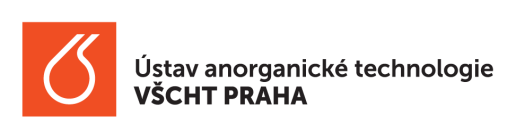 Ústav anorganické technologie
VŠCHT PRAHA